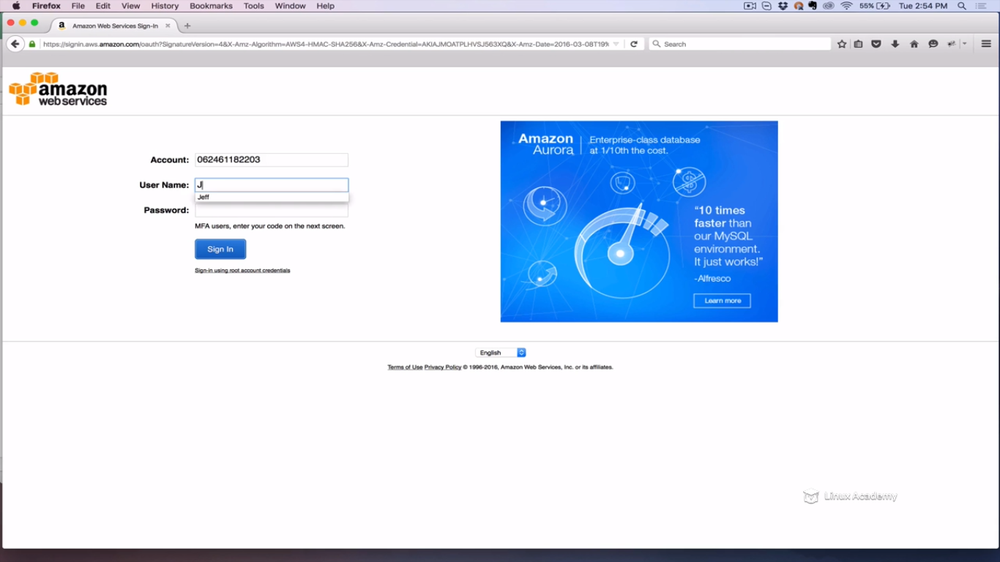 Firefox File Edit View History Bookmarks Tools Window Help 55% Tue 2:54 PM
a Amazon Web Services Sign-In
https://signin.aws.amazon.com/oauth?SignatureVersion=4&X-Amz-Algorithm=AWS4-HMAC-SHA256&X-Amz-Credential=AKIAJMOATPLHVSJ563XQ&X-Amz-Date=2016-03-08T19% Search
amazon
webservices
Account: 062461182203
User Name: J
Jeff
Password:
MFA users, enter your code on the next screen.
Sign In
Sign-in using root account credentials
Amazon
Aurora
Enterprise-class database
at 1/10th the cost.
“10 times
faster than
our MySQL
environment.
It just works!”
-Alfresco
Learn more
English
Terms of Use Privacy Policy © 1996-2016, Amazon Web Services, Inc. or its affiliates.
Linux Academy